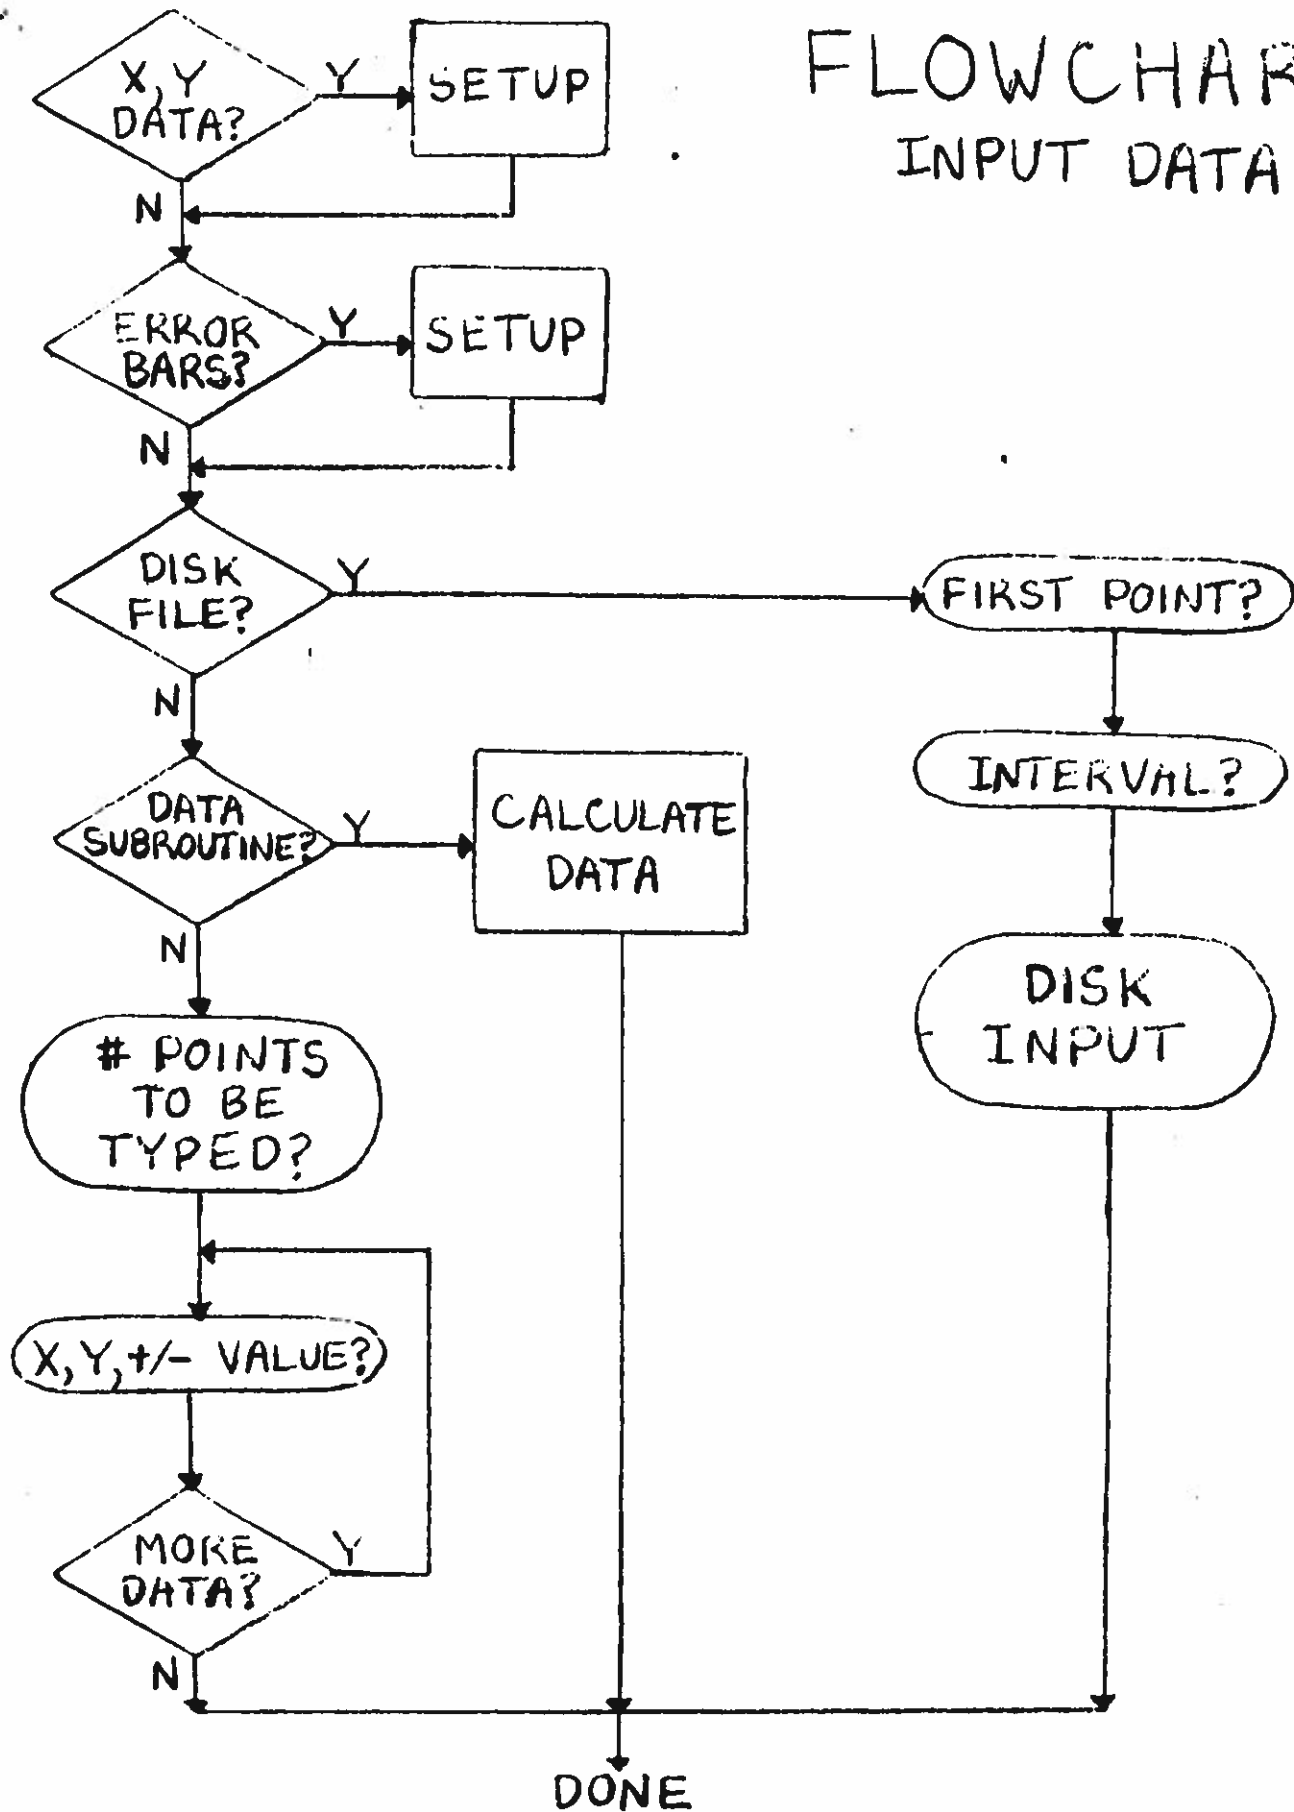 FLOWCHAR
INPUT DATA
X, Y
DATA?
Y
SETUP
N
ERROR
BARS?
Y
SETUP
N
DISK
FILE?
Y
FIRST POINT?
N
INTERVAL?
DATA
SUBROUTINE?
Y
CALCULATE
DATA
N
DISK
INPUT
# POINTS
TO BE
TYPED?
X, Y, +/- VALUE?
MORE
DATA?
Y
N
DONE